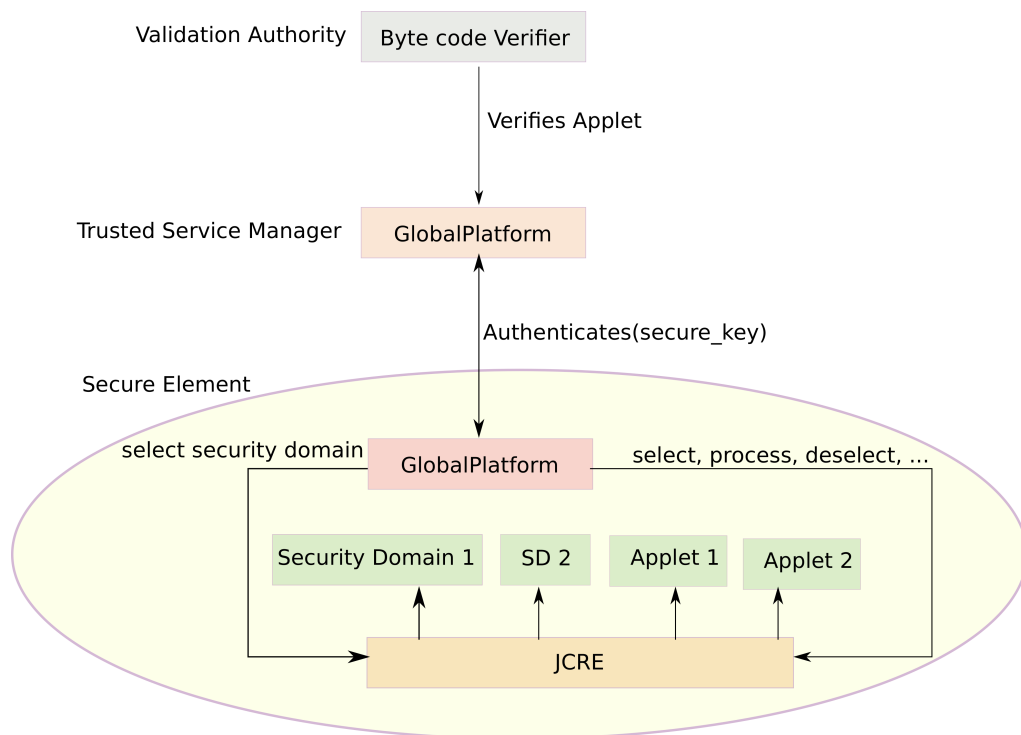 Validation Authority
Byte code Verifier
Verifies Applet
Trusted Service Manager
GlobalPlatform
Authenticates(secure_key)
Secure Element
select security domain
GlobalPlatform
select, process, deselect, ...
Security Domain 1
SD 2
Applet 1
Applet 2
JCRE